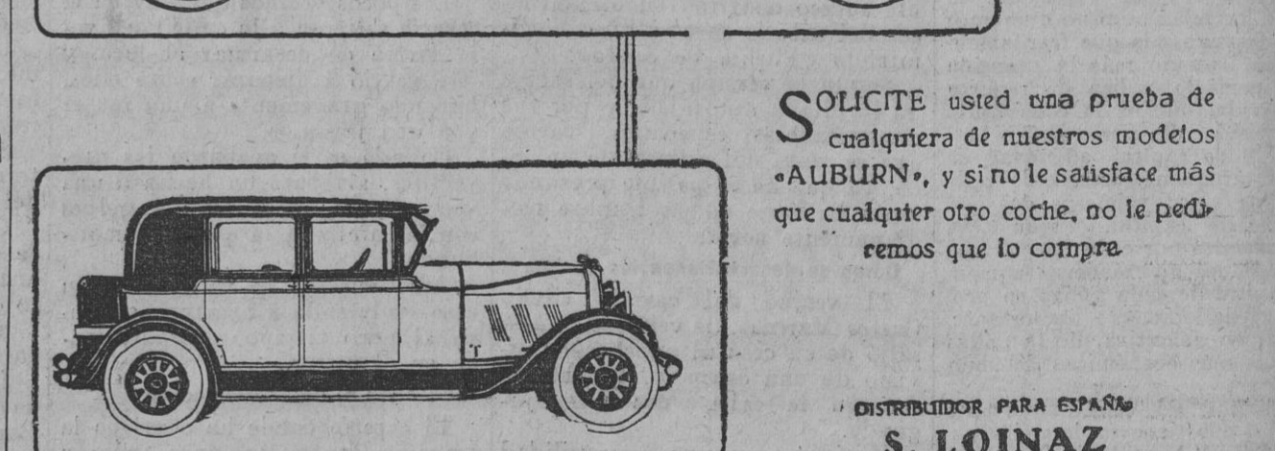 SOLICITE usted una prueba de
cualquiera de nuestros modelos
«AUBURN», y si no le satisface más
que cualquier otro coche, no le pedi-
remos que lo compre
DISTRIBUIDOR PARA ESPAÑA
S. LOINAZ